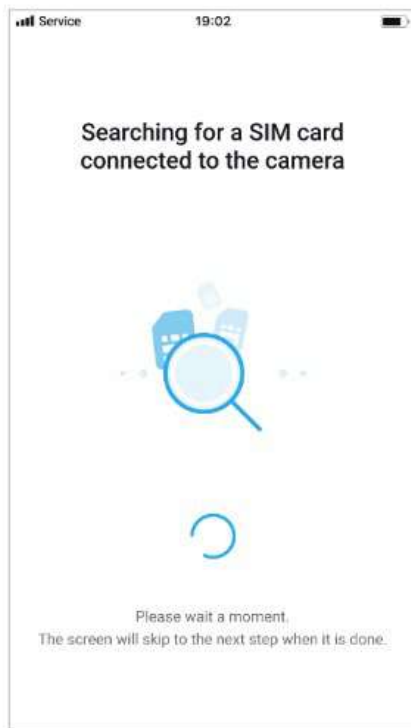 Service 19:02
Searching for a SIM card
connected to the camera
Please wait a moment.
The screen will skip to the next step when it is done.